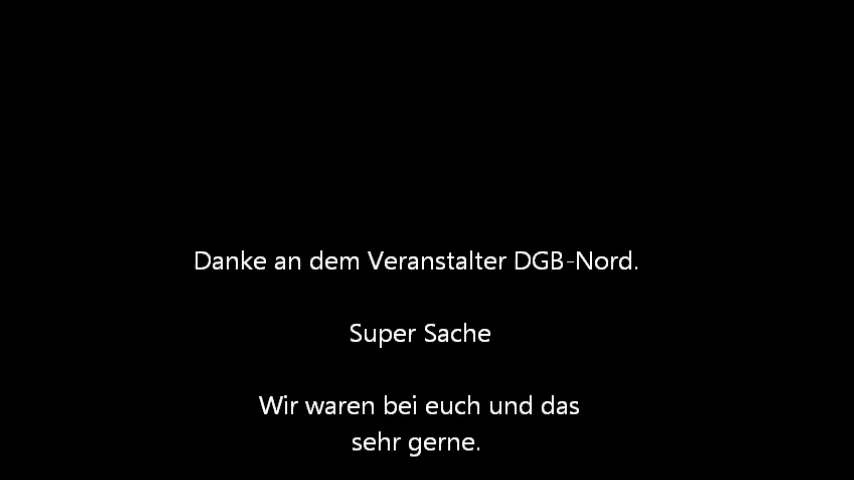 Danke an dem Veranstalter DGB-Nord.
Super Sache
Wir waren bei euch und das
sehr gerne.